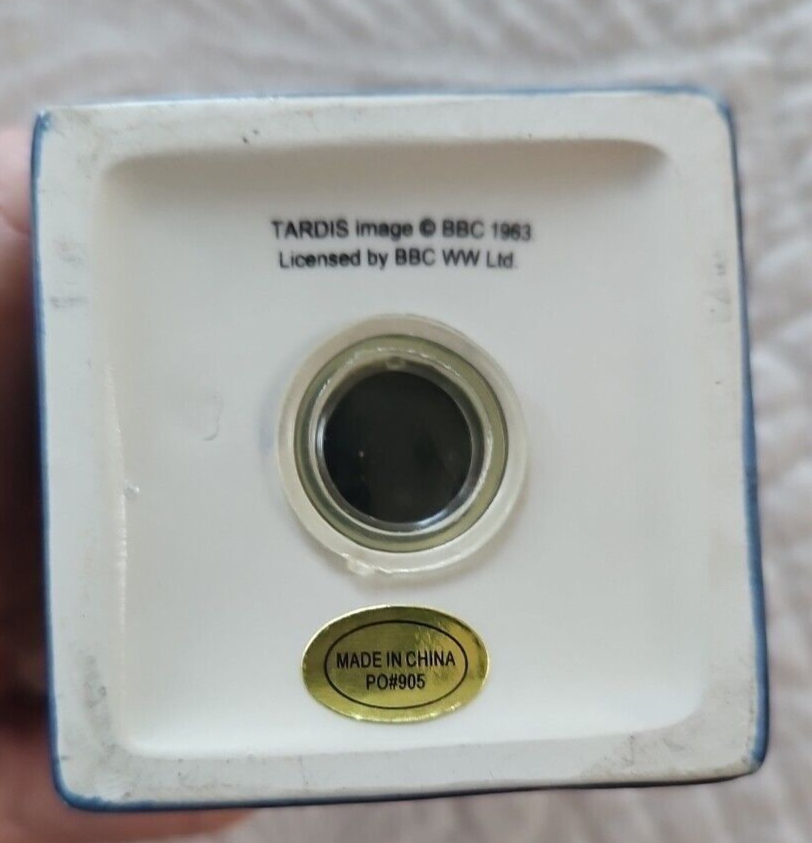 TARDIS image © BBC 1963
Licensed by BBC WW Ltd.
MADE IN CHINA
PO#905